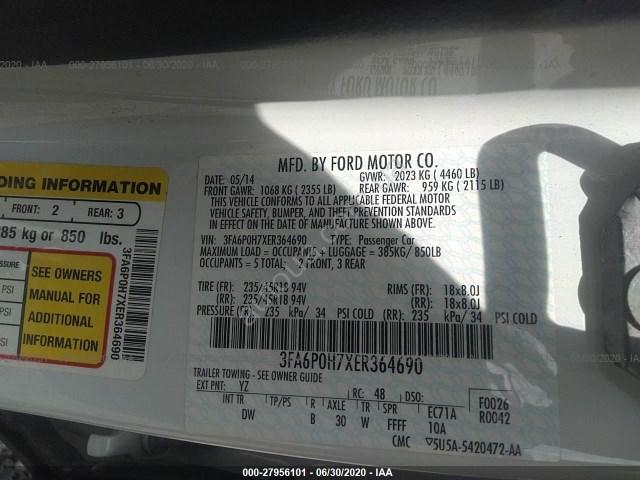 000-27956101 - 06/30/2020 - IAA
FORD MOTOR CO.
MFD. BY FORD MOTOR CO.
DATE: 05/14 GVWR: 2023 KG ( 4460 LB)
FRONT GAWR: 1068 KG ( 2355 LB) REAR GAWR: 959 KG ( 2115 LB)
THIS VEHICLE CONFORMS TO ALL APPLICABLE FEDERAL MOTOR
VEHICLE SAFETY, BUMPER, AND THEFT PREVENTION STANDARDS
IN EFFECT ON THE DATE OF MANUFACTURE SHOWN ABOVE.
VIN: 3FA6P0H7XER364690 TYPE: Passenger Car
MAXIMUM LOAD = OCCUPANTS + LUGGAGE = 385KG/ 850LB
OCCUPANTS = 5 TOTAL: 2 FRONT, 3 REAR
TIRE (FR): 235/45R18 94V RIMS (FR): 18x8.0J
(RR): 235/45R18 94V (RR): 18x8.0J
PRESSURE (FR): 235 kPa/ 34 PSI COLD (RR): 235 kPa/ 34 PSI COLD
3FA6P0H7XER364690
TRAILER TOWING - SEE OWNER GUIDE
EXT PNT: YZ RC: 48 DSO: F0026
INT TR TP/PS R AXLE TR SPR EC71A R0042
DW B 30 W FFFF 10A
CMC 5U5A-5420472-AA
INFORMATION
FRONT: 2 REAR: 3
385 kg or 850 lbs.
PSI
PSI
SEE OWNERS
MANUAL FOR
ADDITIONAL
INFORMATION
3FA6P0H7XER364690
000-27956101 - 06/30/2020 - IAA